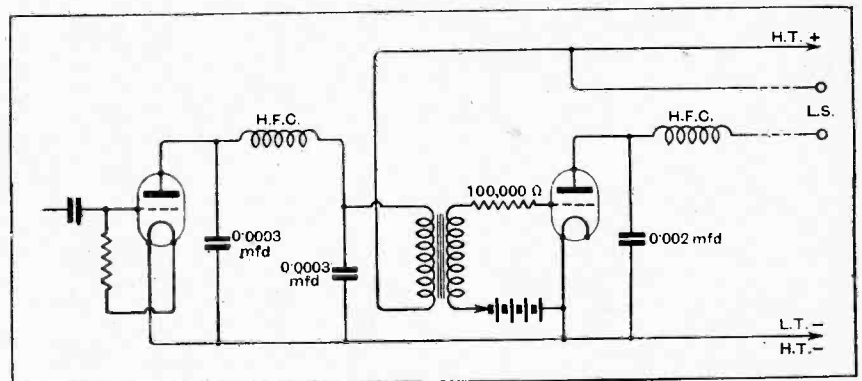 H.T. +
H.F.C.
H.F.C.
L.S.
100,000 Ω
0·0003
mfd
0·0003
mfd
0·002 mfd
L.T.–
H.T.–